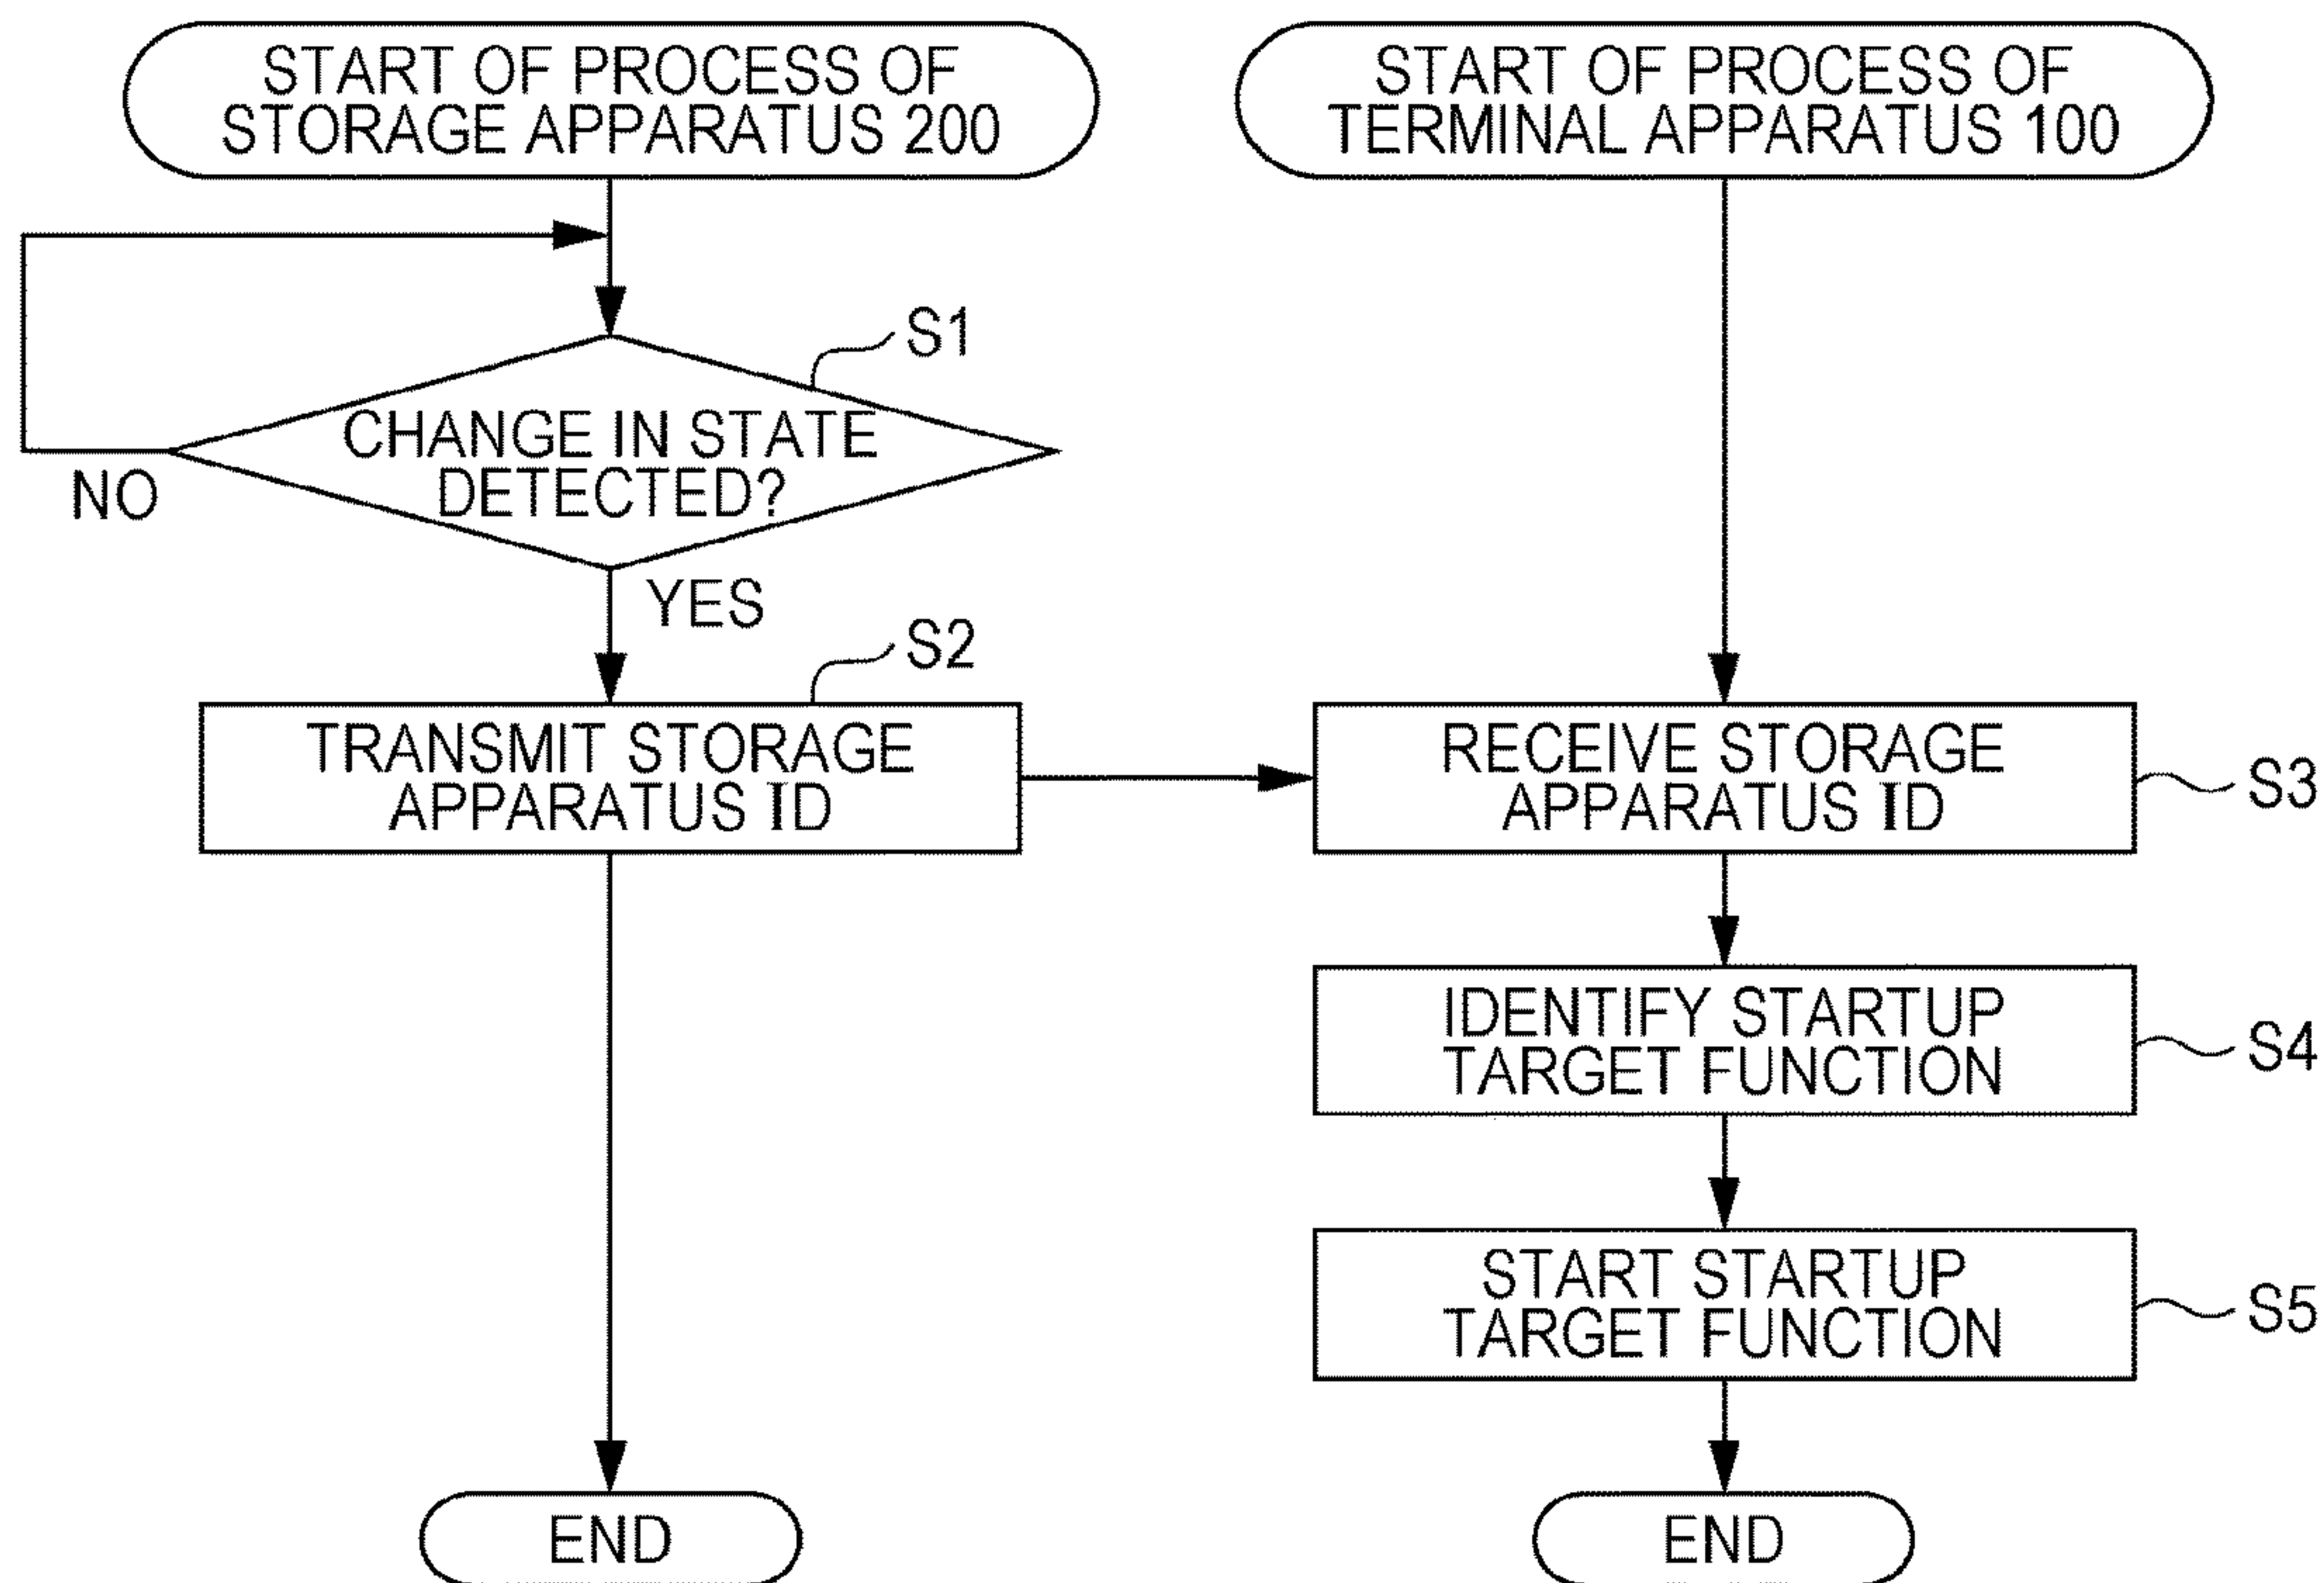 START OF PROCESS OF
STORAGE APPARATUS 200
START OF PROCESS OF
TERMINAL APPARATUS 100
S1
CHANGE IN STATE
DETECTED?
NO
YES
S2
TRANSMIT STORAGE
APPARATUS ID
RECEIVE STORAGE
APPARATUS ID
S3
IDENTIFY STARTUP
TARGET FUNCTION
S4
START STARTUP
TARGET FUNCTION
S5
END
END